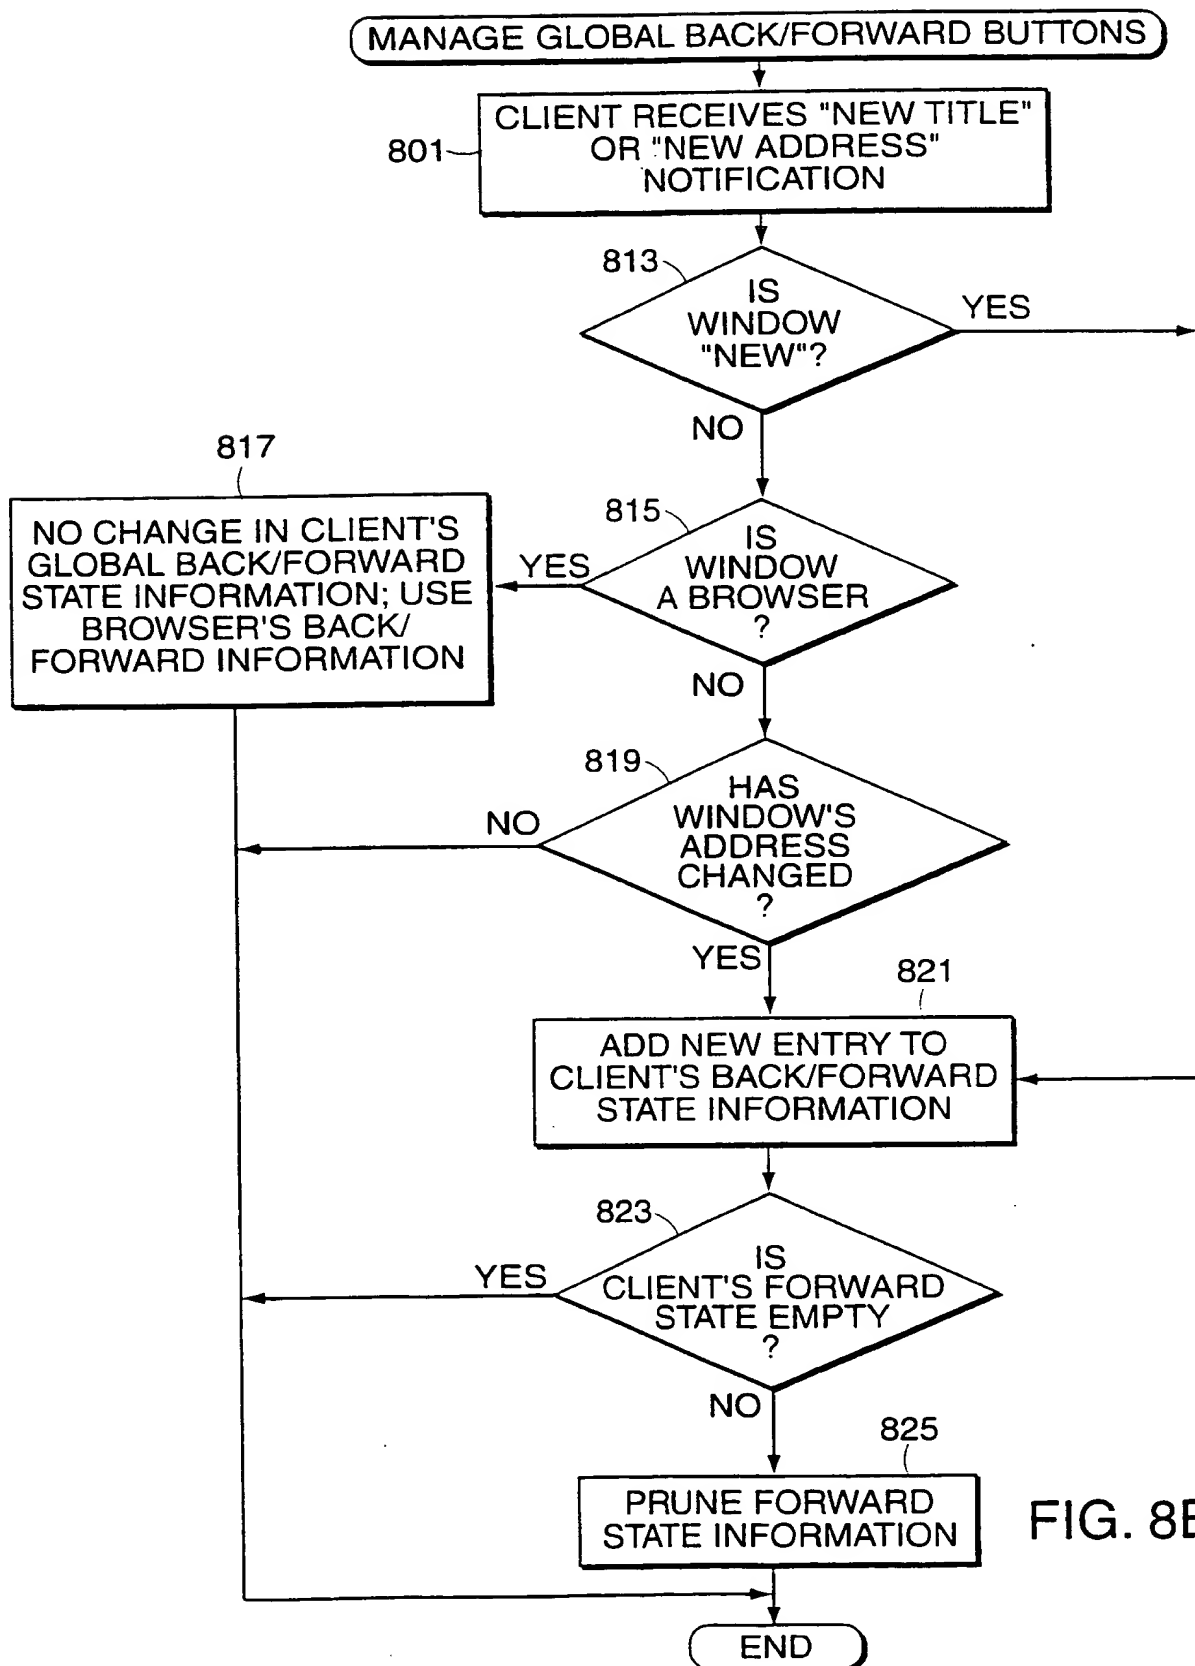 MANAGE GLOBAL BACK/FORWARD BUTTONS
801
CLIENT RECEIVES "NEW TITLE"
OR "NEW ADDRESS"
NOTIFICATION
813
IS
WINDOW
"NEW"?
YES
NO
817
NO CHANGE IN CLIENT'S
GLOBAL BACK/FORWARD
STATE INFORMATION; USE
BROWSER'S BACK/
FORWARD INFORMATION
815
IS
WINDOW
A BROWSER
?
YES
NO
819
HAS
WINDOW'S
ADDRESS
CHANGED
?
NO
YES
821
ADD NEW ENTRY TO
CLIENT'S BACK/FORWARD
STATE INFORMATION
823
IS
CLIENT'S FORWARD
STATE EMPTY
?
YES
NO
825
PRUNE FORWARD
STATE INFORMATION
FIG. 8B
END